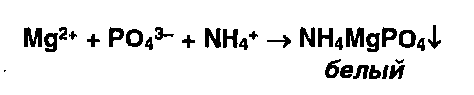 Mg²⁺ + PO₄³⁻ + NH₄⁺ → NH₄MgPO₄↓
белый